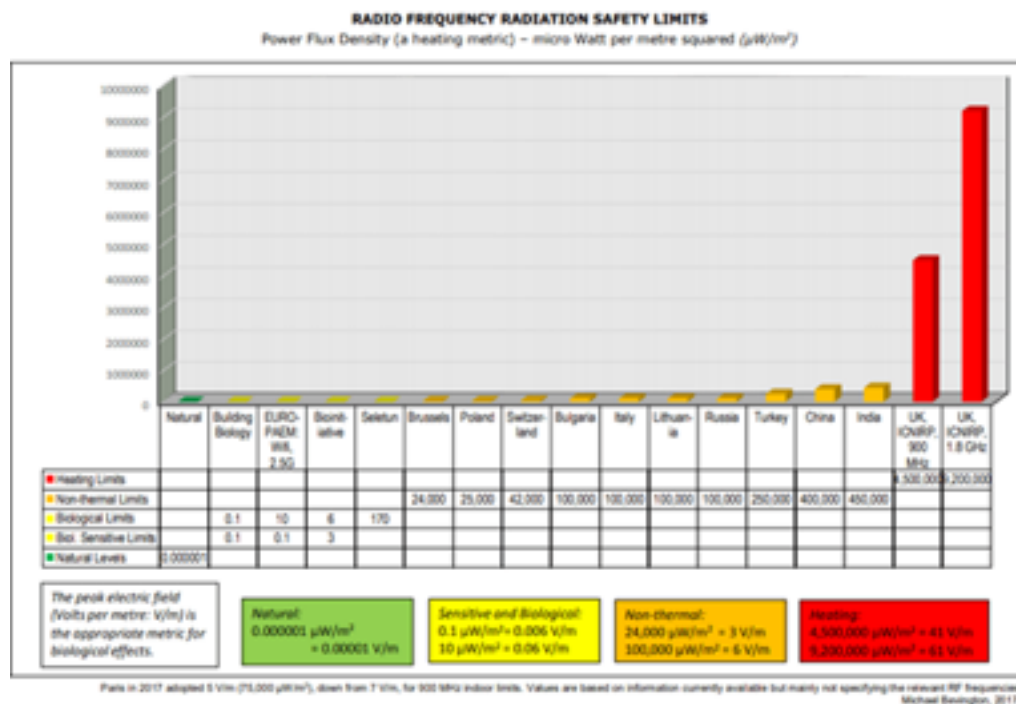 RADIO FREQUENCY RADIATION SAFETY LIMITS
Power Flux Density (a heating metric) – micro Watt per metre squared (µW/m²)
10000000
9000000
8000000
7000000
6000000
5000000
4000000
3000000
2000000
1000000
0
Natural Building Biology EURO-PAEM: Wifi, 2.5G Bioinitiative Seletun Brussels Poland Switzer-land Bulgaria Italy Lithuan-ia Russia Turkey China India UK, ICNIRP, 900 MHz UK, ICNIRP, 1.8 GHz
Heating Limits 4,500,000 9,200,000
Non-thermal Limits 24,000 25,000 42,000 100,000 100,000 100,000 100,000 250,000 400,000 450,000
Biological Limits 0.1 10 6 170
Biol. Sensitive Limits 0.1 0.1 3
Natural Levels 0.000001
The peak electric field
(Volts per metre: V/m) is
the appropriate metric for
biological effects.
Natural:
0.000001 µW/m²
= 0.00001 V/m
Sensitive and Biological:
0.1 µW/m² = 0.006 V/m
10 µW/m² = 0.06 V/m
Non-thermal:
24,000 µW/m² = 3 V/m
100,000 µW/m² = 6 V/m
Heating:
4,500,000 µW/m² = 41 V/m
9,200,000 µW/m² = 61 V/m
Paris in 2017 adopted 5 V/m (75,000 µW/m²), down from 7 V/m, for 900 MHz indoor limits. Values are based on information currently available but mainly not specifying the relevant RF frequencies
Michael Bevington, 2017